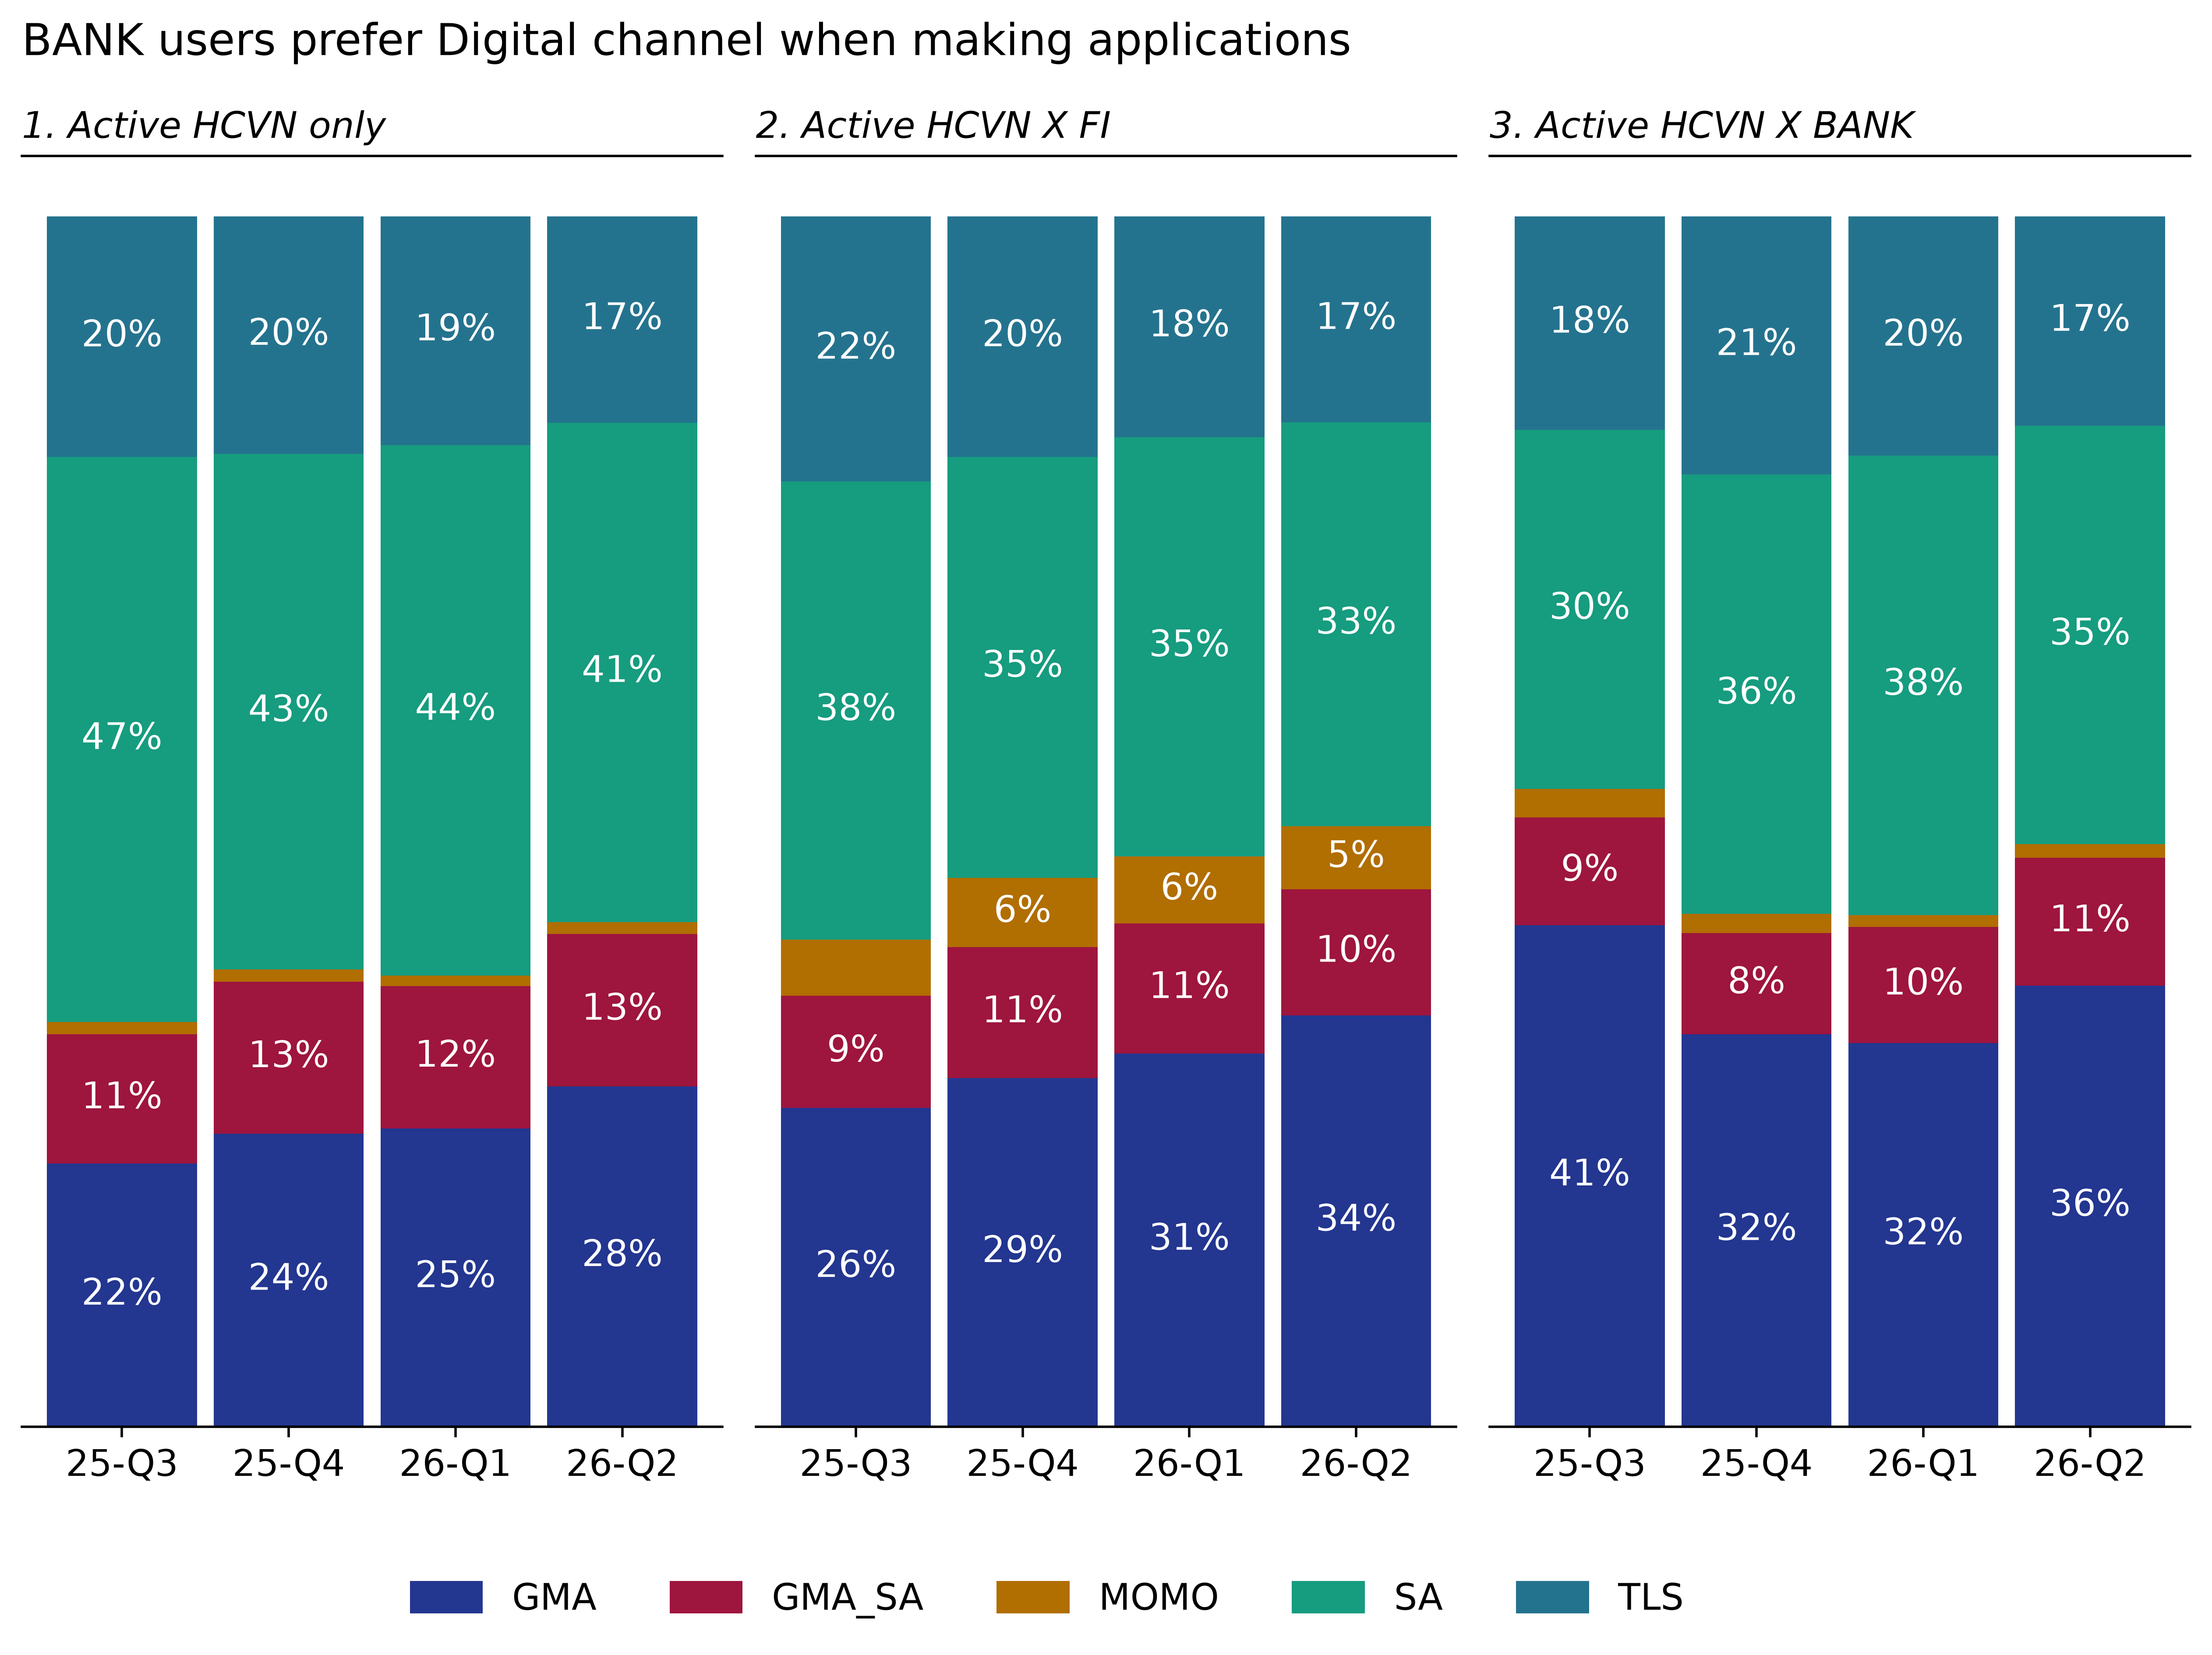 BANK users prefer Digital channel when making applications
1. Active HCVN only
20%
20%
19%
17%
47%
43%
44%
41%
11%
13%
12%
13%
22%
24%
25%
28%
25-Q3
25-Q4
26-Q1
26-Q2
2. Active HCVN X FI
22%
20%
18%
17%
38%
35%
35%
33%
6%
6%
5%
9%
11%
11%
10%
26%
29%
31%
34%
25-Q3
25-Q4
26-Q1
26-Q2
3. Active HCVN X BANK
18%
21%
20%
17%
30%
36%
38%
35%
9%
8%
10%
11%
41%
32%
32%
36%
25-Q3
25-Q4
26-Q1
26-Q2
GMA
GMA_SA
MOMO
SA
TLS